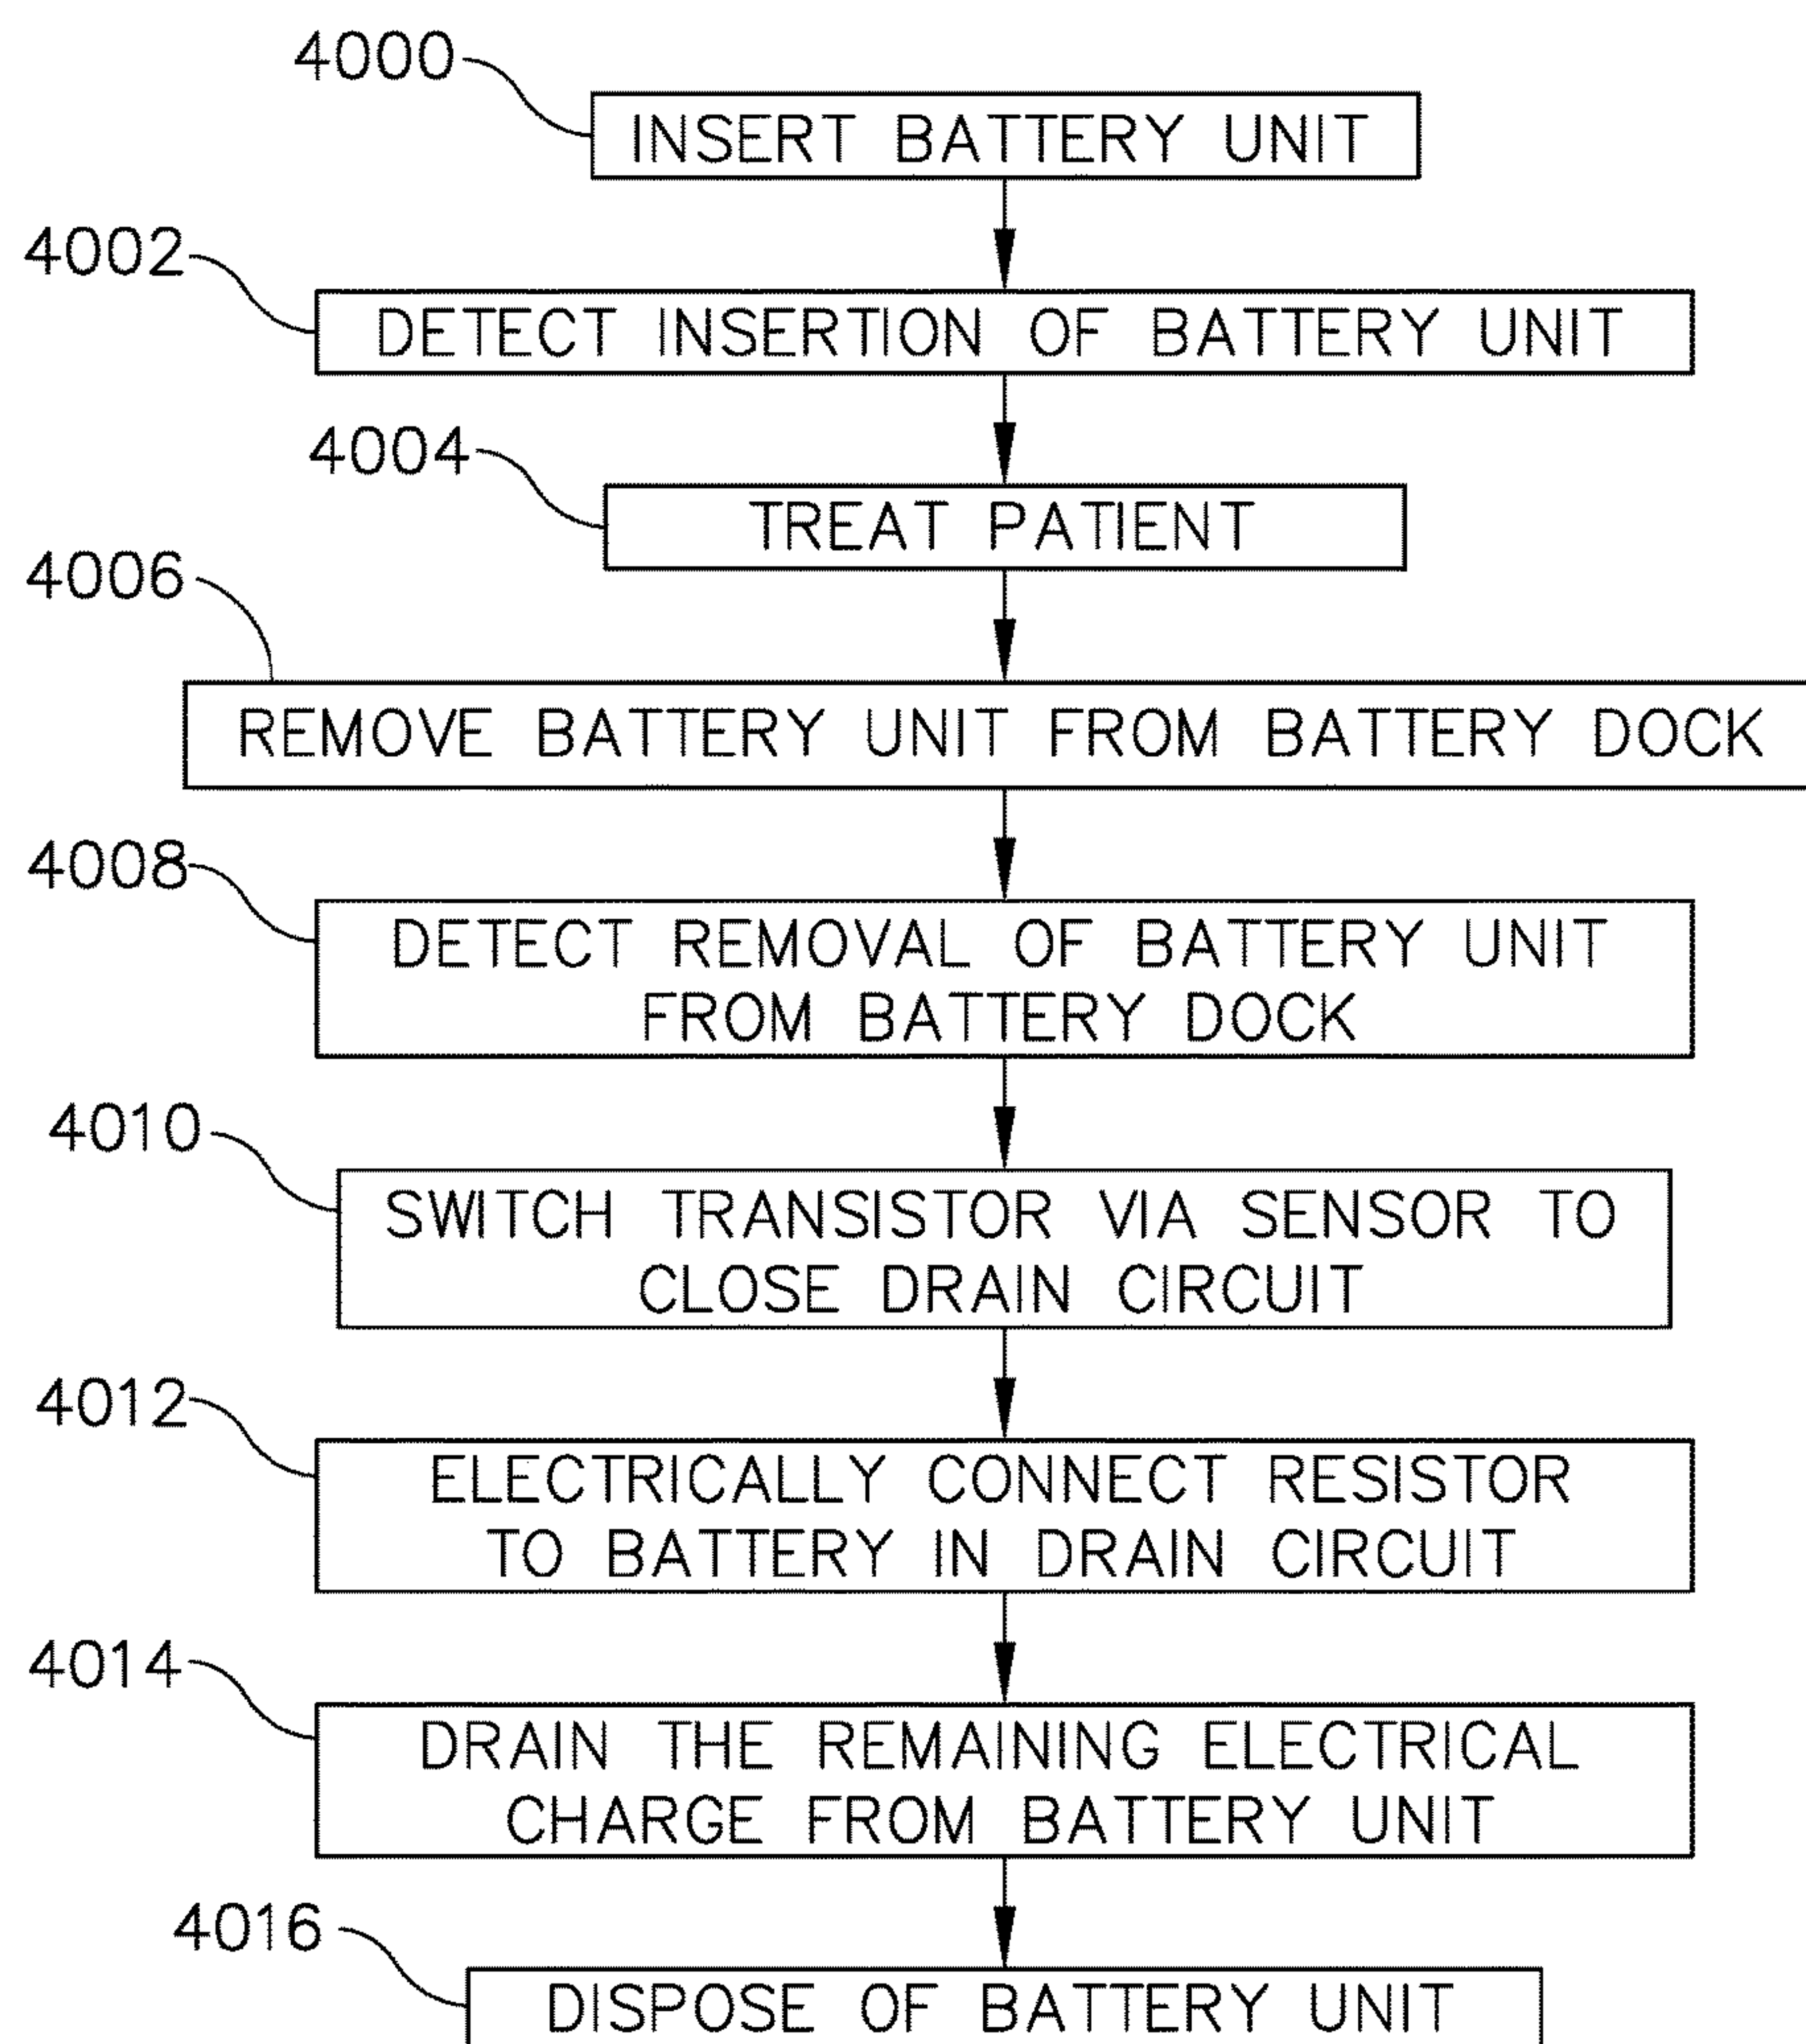 4000
INSERT BATTERY UNIT
4002
DETECT INSERTION OF BATTERY UNIT
4004
TREAT PATIENT
4006
REMOVE BATTERY UNIT FROM BATTERY DOCK
4008
DETECT REMOVAL OF BATTERY UNIT
FROM BATTERY DOCK
4010
SWITCH TRANSISTOR VIA SENSOR TO
CLOSE DRAIN CIRCUIT
4012
ELECTRICALLY CONNECT RESISTOR
TO BATTERY IN DRAIN CIRCUIT
4014
DRAIN THE REMAINING ELECTRICAL
CHARGE FROM BATTERY UNIT
4016
DISPOSE OF BATTERY UNIT